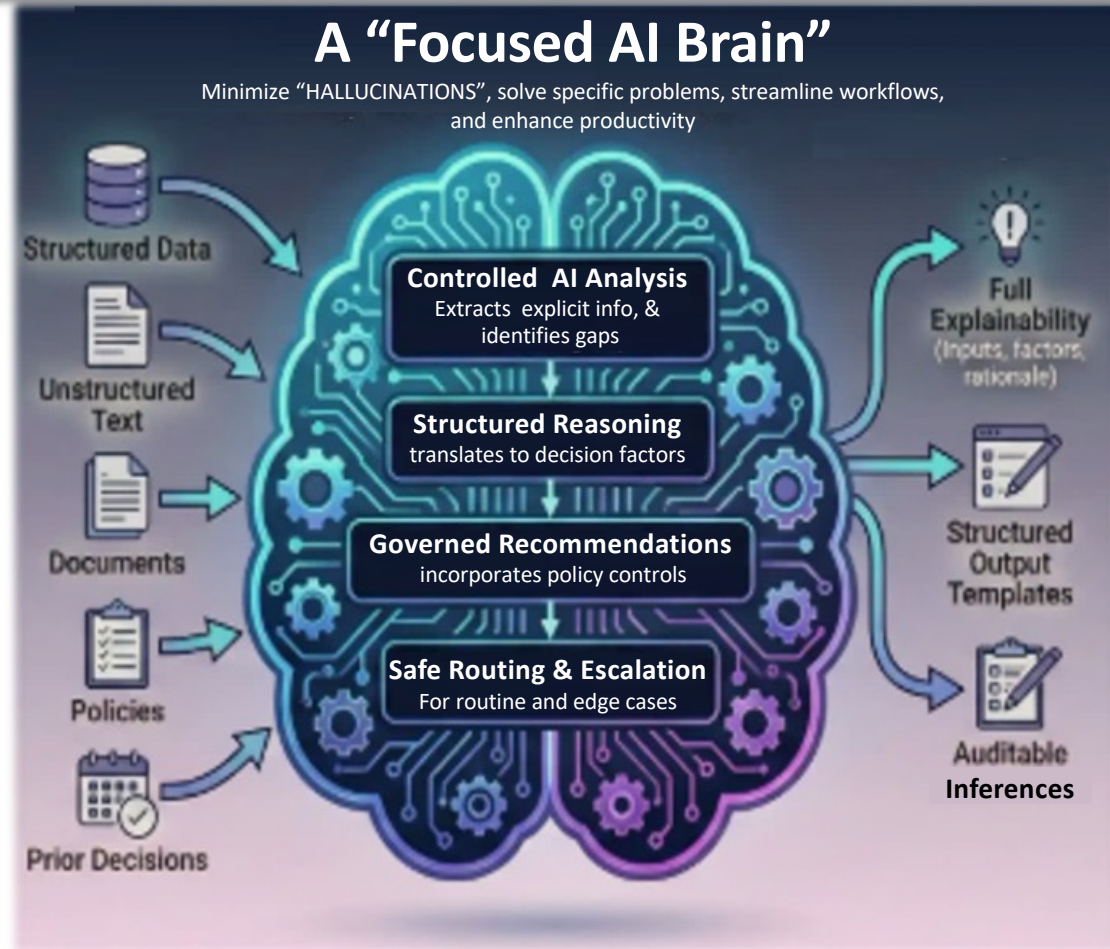 A “Focused AI Brain”
Minimize “HALLUCINATIONS”, solve specific problems, streamline workflows,
and enhance productivity
Structured Data
Unstructured
Text
Documents
Policies
Prior Decisions
Controlled AI Analysis
Extracts explicit info, &
identifies gaps
Structured Reasoning
translates to decision factors
Governed Recommendations
incorporates policy controls
Safe Routing & Escalation
For routine and edge cases
Full
Explainability
(Inputs, factors,
rationale)
Structured
Output
Templates
Auditable
Inferences